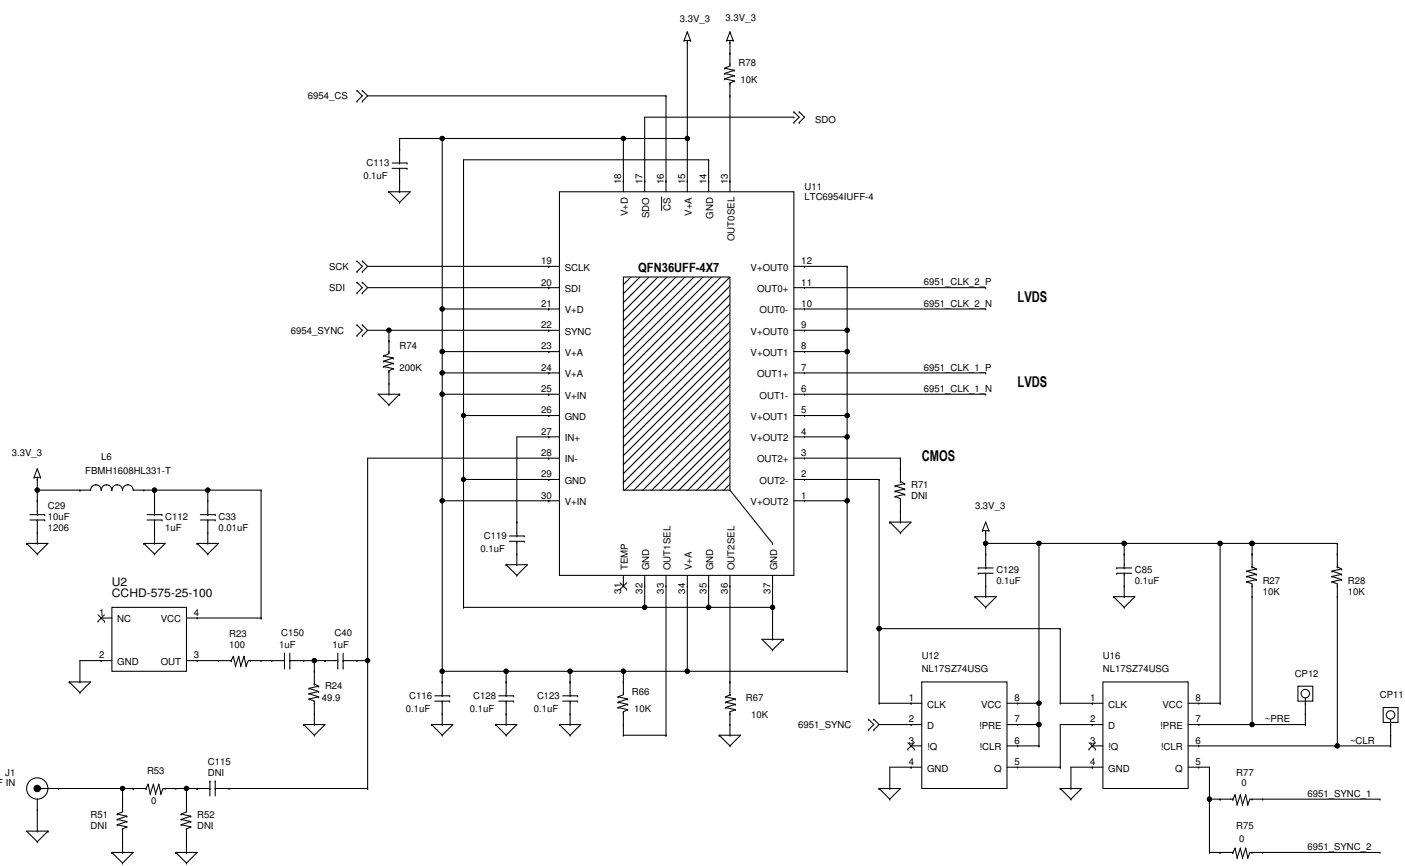 3.3V_3
3.3V_3
R78
10K
6954_CS
SDO
C113
0.1uF
18
17
16
15
14
13
U11
LTC6954IUFF-4
V+D
SDO
CS
V+A
GND
OUT0SEL
QFN36UFF-4X7
SCK
19
SCLK
V+OUT0
12
SDI
20
SDI
OUT0+
11
6951_CLK_2_P
LVDS
21
V+D
OUT0-
10
6951_CLK_2_N
6954_SYNC
22
SYNC
V+OUT0
9
R74
200K
23
V+A
V+OUT1
8
24
V+A
OUT1+
7
6951_CLK_1_P
LVDS
25
V+IN
OUT1-
6
6951_CLK_1_N
26
GND
V+OUT1
5
27
IN+
V+OUT2
4
28
IN-
OUT2+
3
CMOS
29
GND
OUT2-
2
R71
DNI
30
V+IN
V+OUT2
1
3.3V_3
L6
FBMH1608HL331-T
C29
10uF
1206
C112
1uF
C33
0.01uF
C119
0.1uF
TEMP
GND
OUT1SEL
V+A
GND
OUT2SEL
GND
31
32
33
34
35
36
37
3.3V_3
C129
0.1uF
C85
0.1uF
R27
10K
R28
10K
U2
CCHD-575-25-100
1
NC
VCC
4
2
GND
OUT
3
R23
100
C150
1uF
C40
1uF
R24
49.9
C116
0.1uF
C128
0.1uF
C123
0.1uF
R66
10K
R67
10K
U12
NL17SZ74USG
U16
NL17SZ74USG
CP12
CP11
1
CLK
VCC
8
1
CLK
VCC
8
6951_SYNC
2
D
!PRE
7
2
D
!PRE
7
~PRE
3
!Q
!CLR
6
3
!Q
!CLR
6
~CLR
4
GND
Q
5
4
GND
Q
5
J1
F IN
R53
0
C115
DNI
R51
DNI
R52
DNI
R77
0
6951_SYNC_1
R75
0
6951_SYNC_2